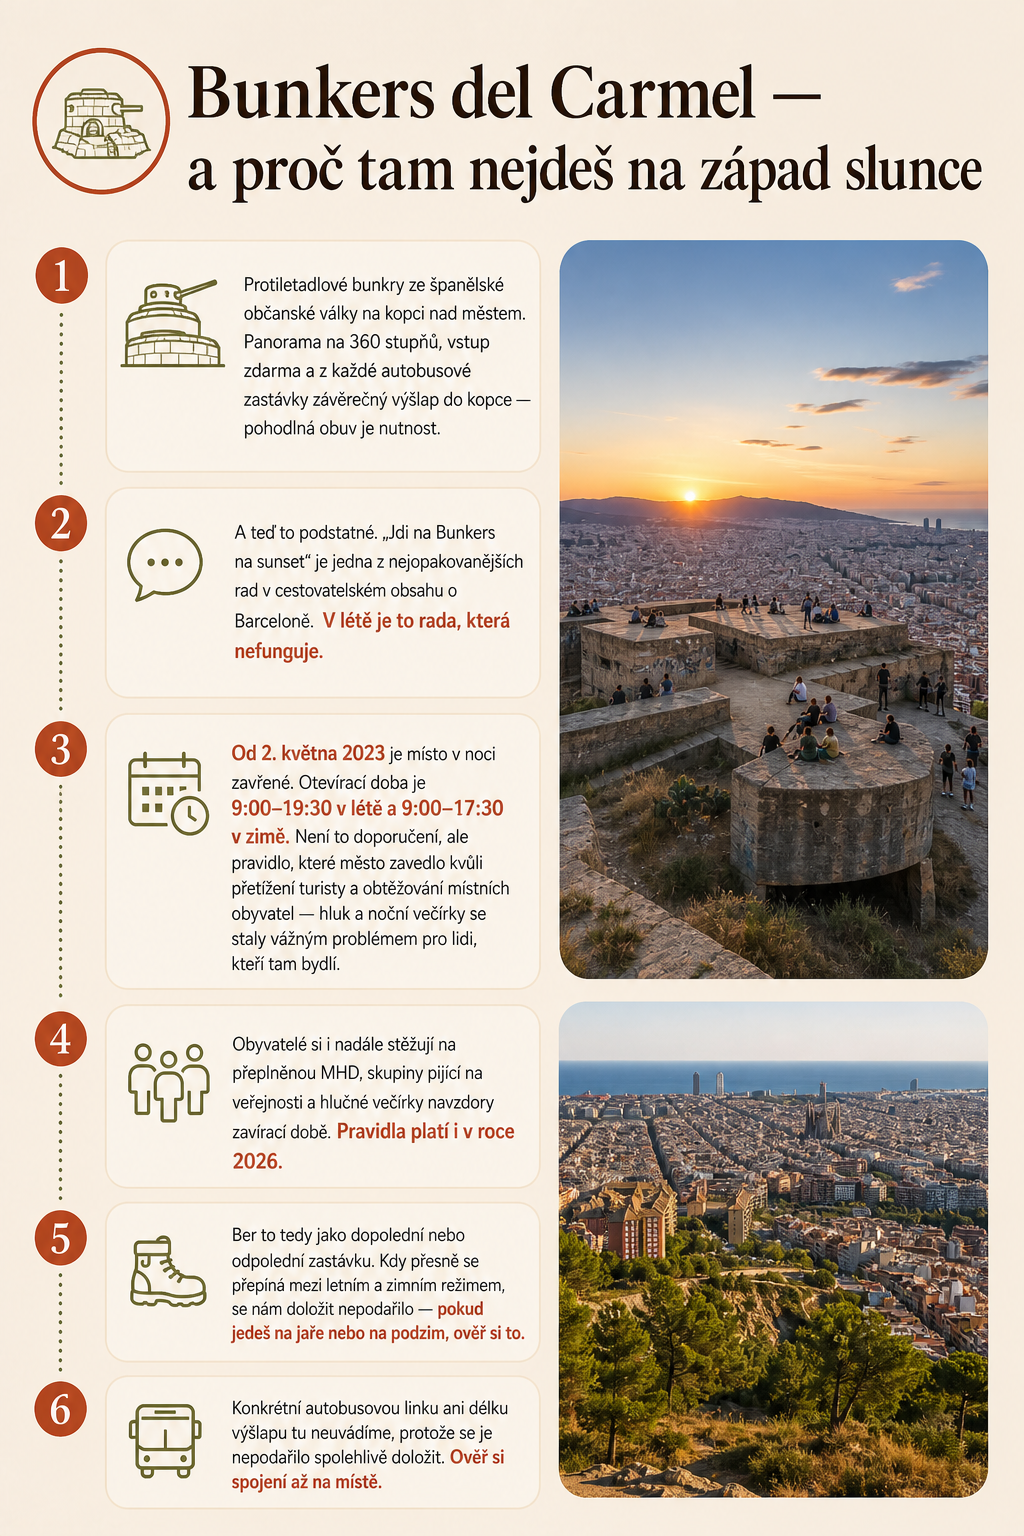 Bunkers del Carmel —
a proč tam nejdeš na západ slunce
1
Protiletadlové bunkry ze španělské
občanské války na kopci nad městem.
Panorama na 360 stupňů, vstup
zdarma a z každé autobusové
zastávky závěrečný výšlap do kopce —
pohodlná obuv je nutnost.
2
A teď to podstatné. „Jdi na Bunkers
na sunset“ je jedna z nejopakovanějších
rad v cestovatelském obsahu o
Barceloně. V létě je to rada, která
nefunguje.
3
Od 2. května 2023 je místo v noci
zavřené. Otevírací doba je
9:00–19:30 v létě a 9:00–17:30
v zimě. Není to doporučení, ale
pravidlo, které město zavedlo kvůli
přetížení turisty a obtěžování místních
obyvatel — hluk a noční večírky se
staly vážným problémem pro lidi,
kteří tam bydlí.
4
Obyvatelé si i nadále stěžují na
přeplněnou MHD, skupiny pijící na
veřejnosti a hlučné večírky navzdory
zavírací době. Pravidla platí i v roce
2026.
5
Ber to tedy jako dopolední nebo
odpolední zastávku. Kdy přesně se
přepíná mezi letním a zimním režimem,
se nám doložit nepodařilo — pokud
jedeš na jaře nebo na podzim, ověř si to.
6
Konkrétní autobusovou linku ani délku
výšlapu tu neuvádíme, protože se je
nepodařilo spolehlivě doložit. Ověř si
spojení až na místě.